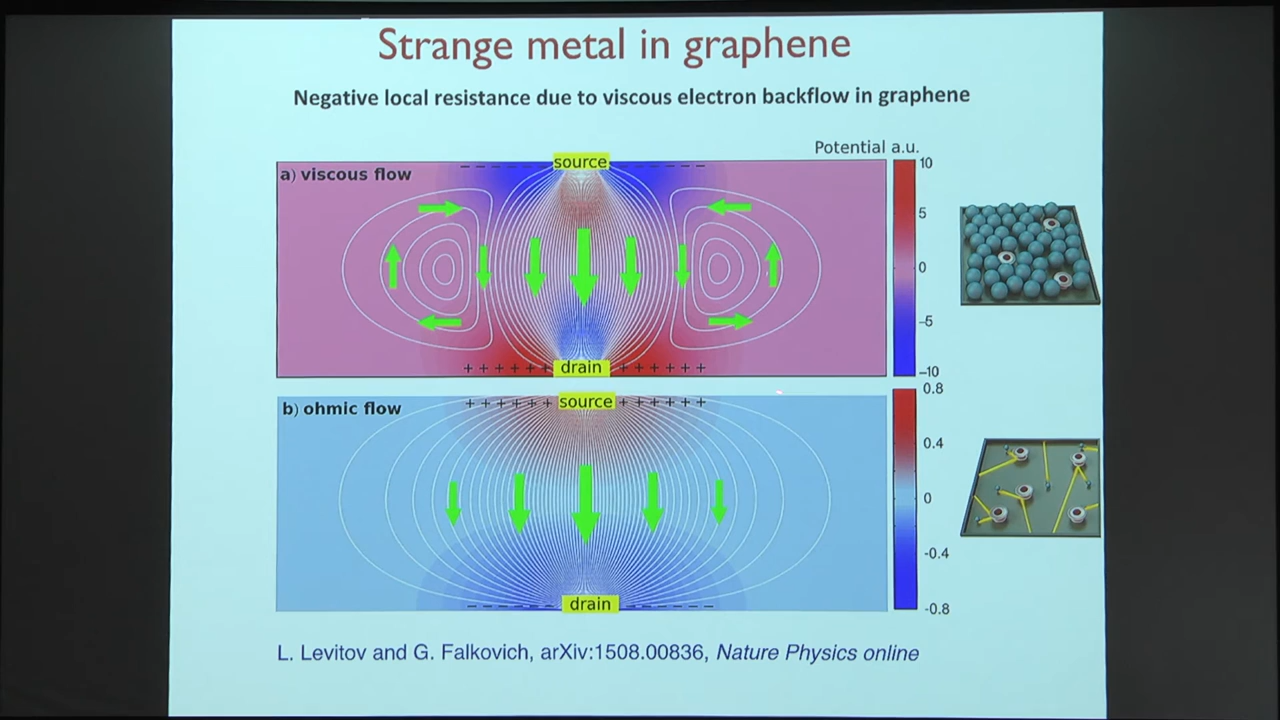 Strange metal in graphene
Negative local resistance due to viscous electron backflow in graphene
Potential a.u.
a) viscous flow
source
− − − − − − − − − − − −
10
5
0
−5
−10
+ + + + + + drain + + + + + +
b) ohmic flow
+ + + + + + source + + + + + +
0.8
0.4
0
-0.4
-0.8
− − − − − − drain − − − − − −
L. Levitov and G. Falkovich, arXiv:1508.00836, Nature Physics online